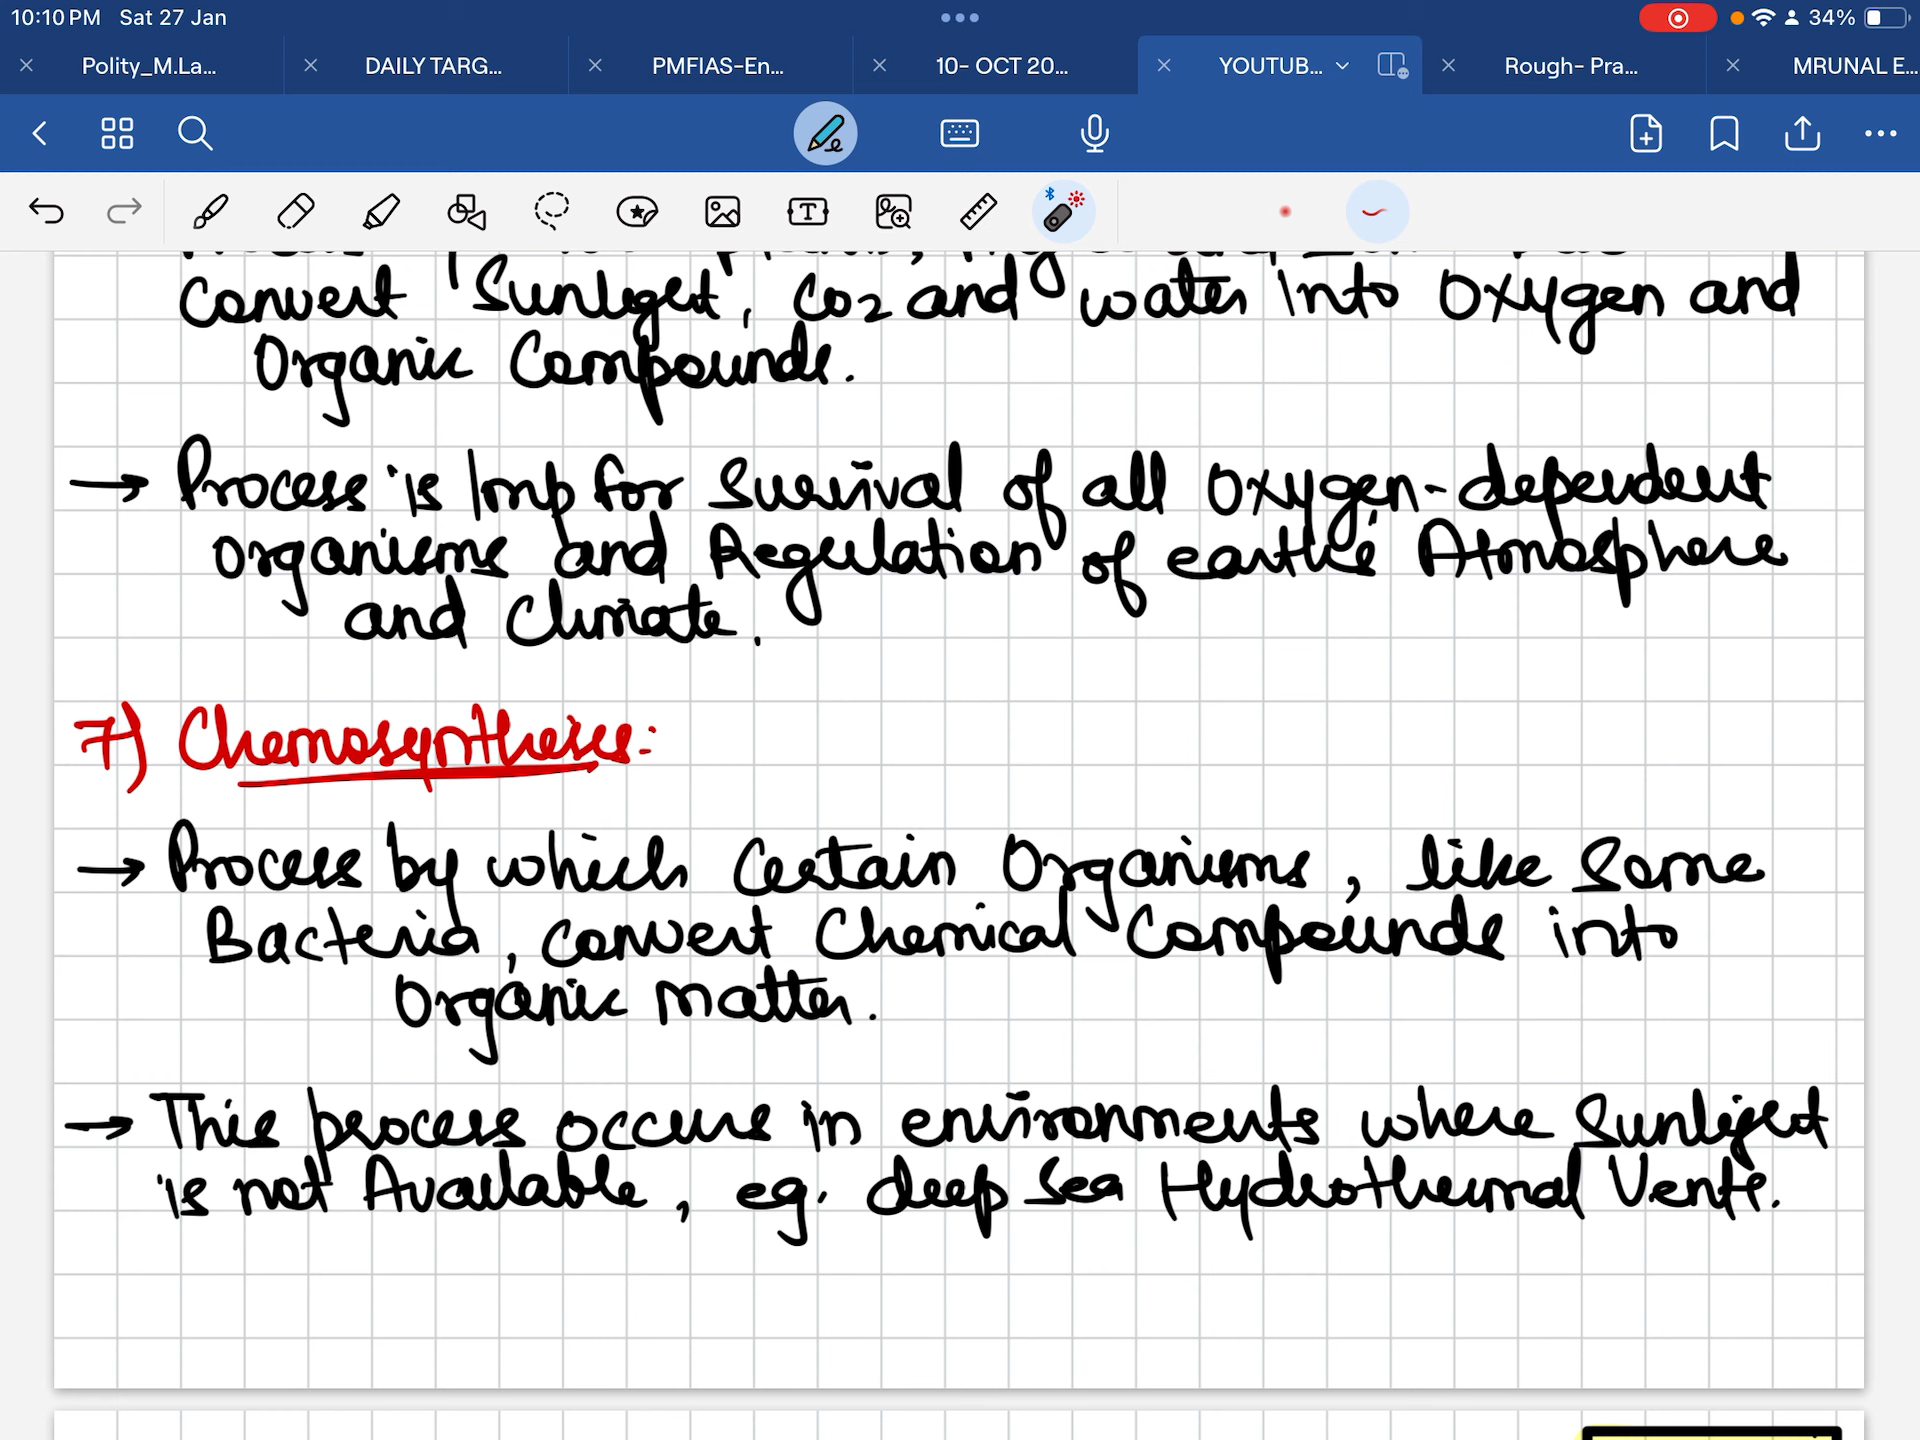 10:10 PM Sat 27 Jan 34%
Polity_M.La... DAILY TARG... PMFIAS-En... 10- OCT 20... YOUTUB... Rough- Pra... MRUNAL E...
Convert Sunlight, CO2 and water into Oxygen and
Organic Compounds.
→ Process is Imp for Survival of all Oxygen-dependent
Organisms and Regulation of earth's Atmosphere
and Climate.
7) Chemosynthesis:
→ Process by which Certain Organisms, like Some
Bacteria, convert Chemical Compounds into
Organic matter.
→ This process occurs in environments where Sunlight
is not Available, eg. deep Sea Hydrothermal Vents.